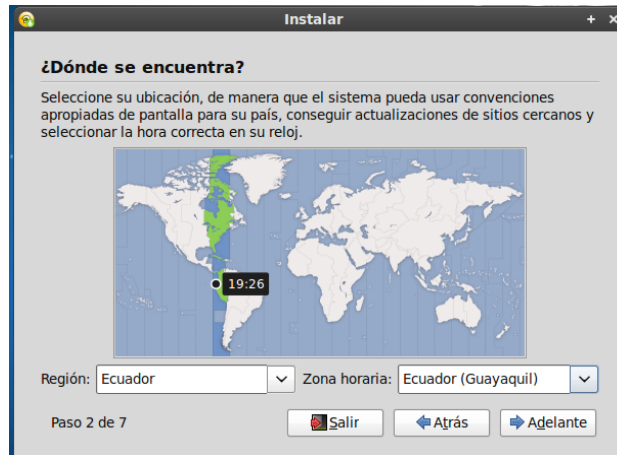 Instalar
¿Dónde se encuentra?
Seleccione su ubicación, de manera que el sistema pueda usar convenciones
apropiadas de pantalla para su país, conseguir actualizaciones de sitios cercanos y
seleccionar la hora correcta en su reloj.
19:26
Región: Ecuador Zona horaria: Ecuador (Guayaquil)
Paso 2 de 7 Salir Atrás Adelante